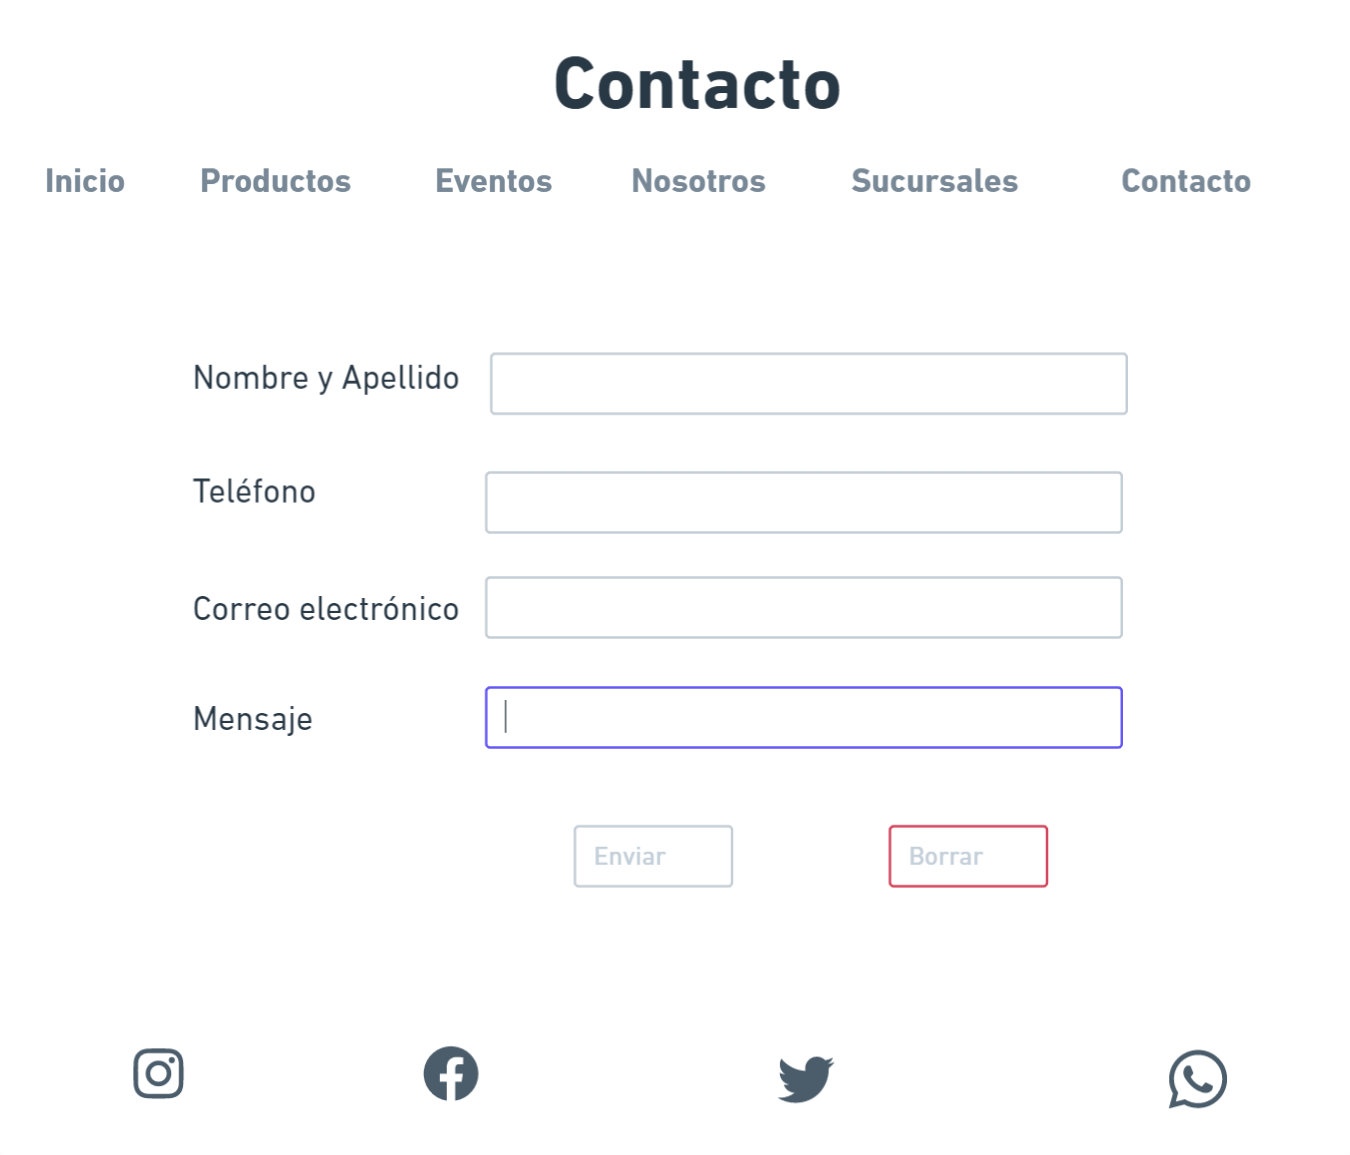 Contacto
Inicio Productos Eventos Nosotros Sucursales Contacto
Nombre y Apellido
Teléfono
Correo electrónico
Mensaje
Enviar Borrar